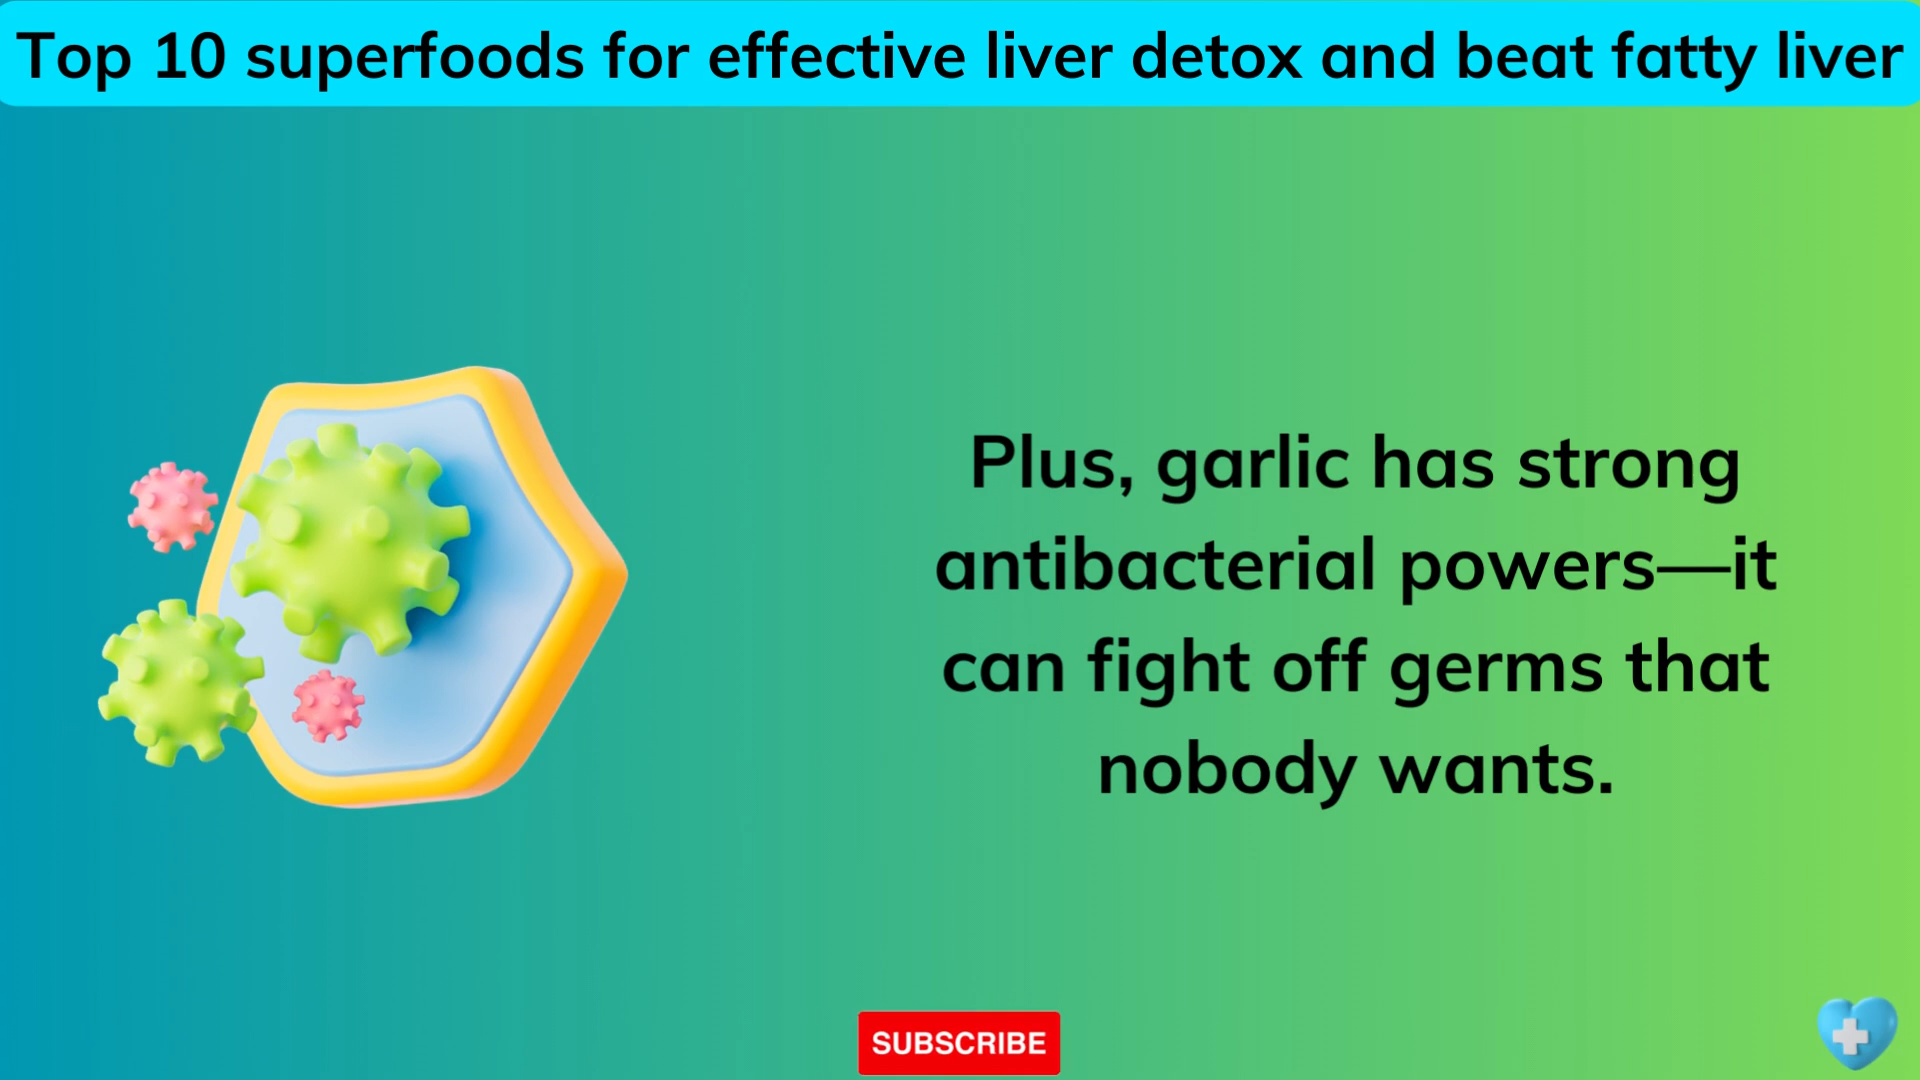 Top 10 superfoods for effective liver detox and beat fatty liver
Plus, garlic has strong
antibacterial powers—it
can fight off germs that
nobody wants.
SUBSCRIBE